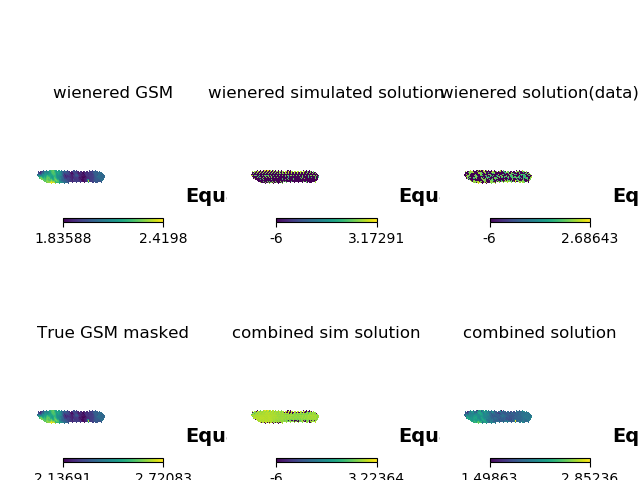 wienered GSM
wienered simulated solution
wienered solution(data)
Equ
Equ
Eq
1.83588 2.4198
-6 3.17291
-6 2.68643
True GSM masked
combined sim solution
combined solution
Equ
Equ
Eq
2.13691 2.72083
-6 3.22364
1.49863 2.85236